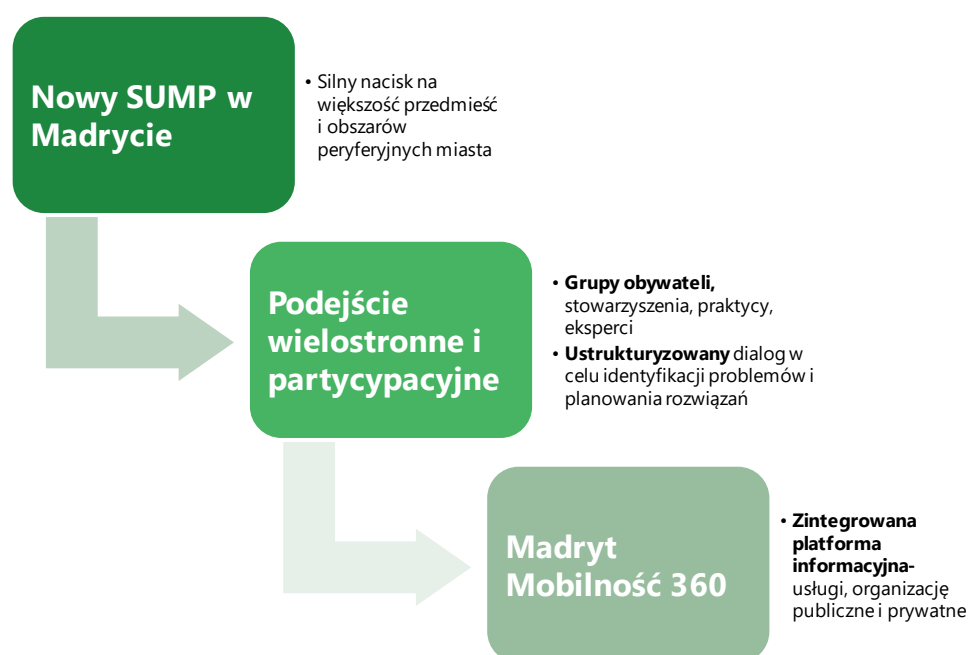 Nowy SUMP w
Madrycie
• Silny nacisk na
większość przedmieść
i obszarów
peryferyjnych miasta
Podejście
wielostronne i
partycypacyjne
• Grupy obywateli,
stowarzyszenia, praktycy,
eksperci
• Ustrukturyzowany dialog w
celu identyfikacji problemów i
planowania rozwiązań
Madryt
Mobilność 360
• Zintegrowana
platforma
informacyjna-
usługi, organizację
publiczne i prywatne